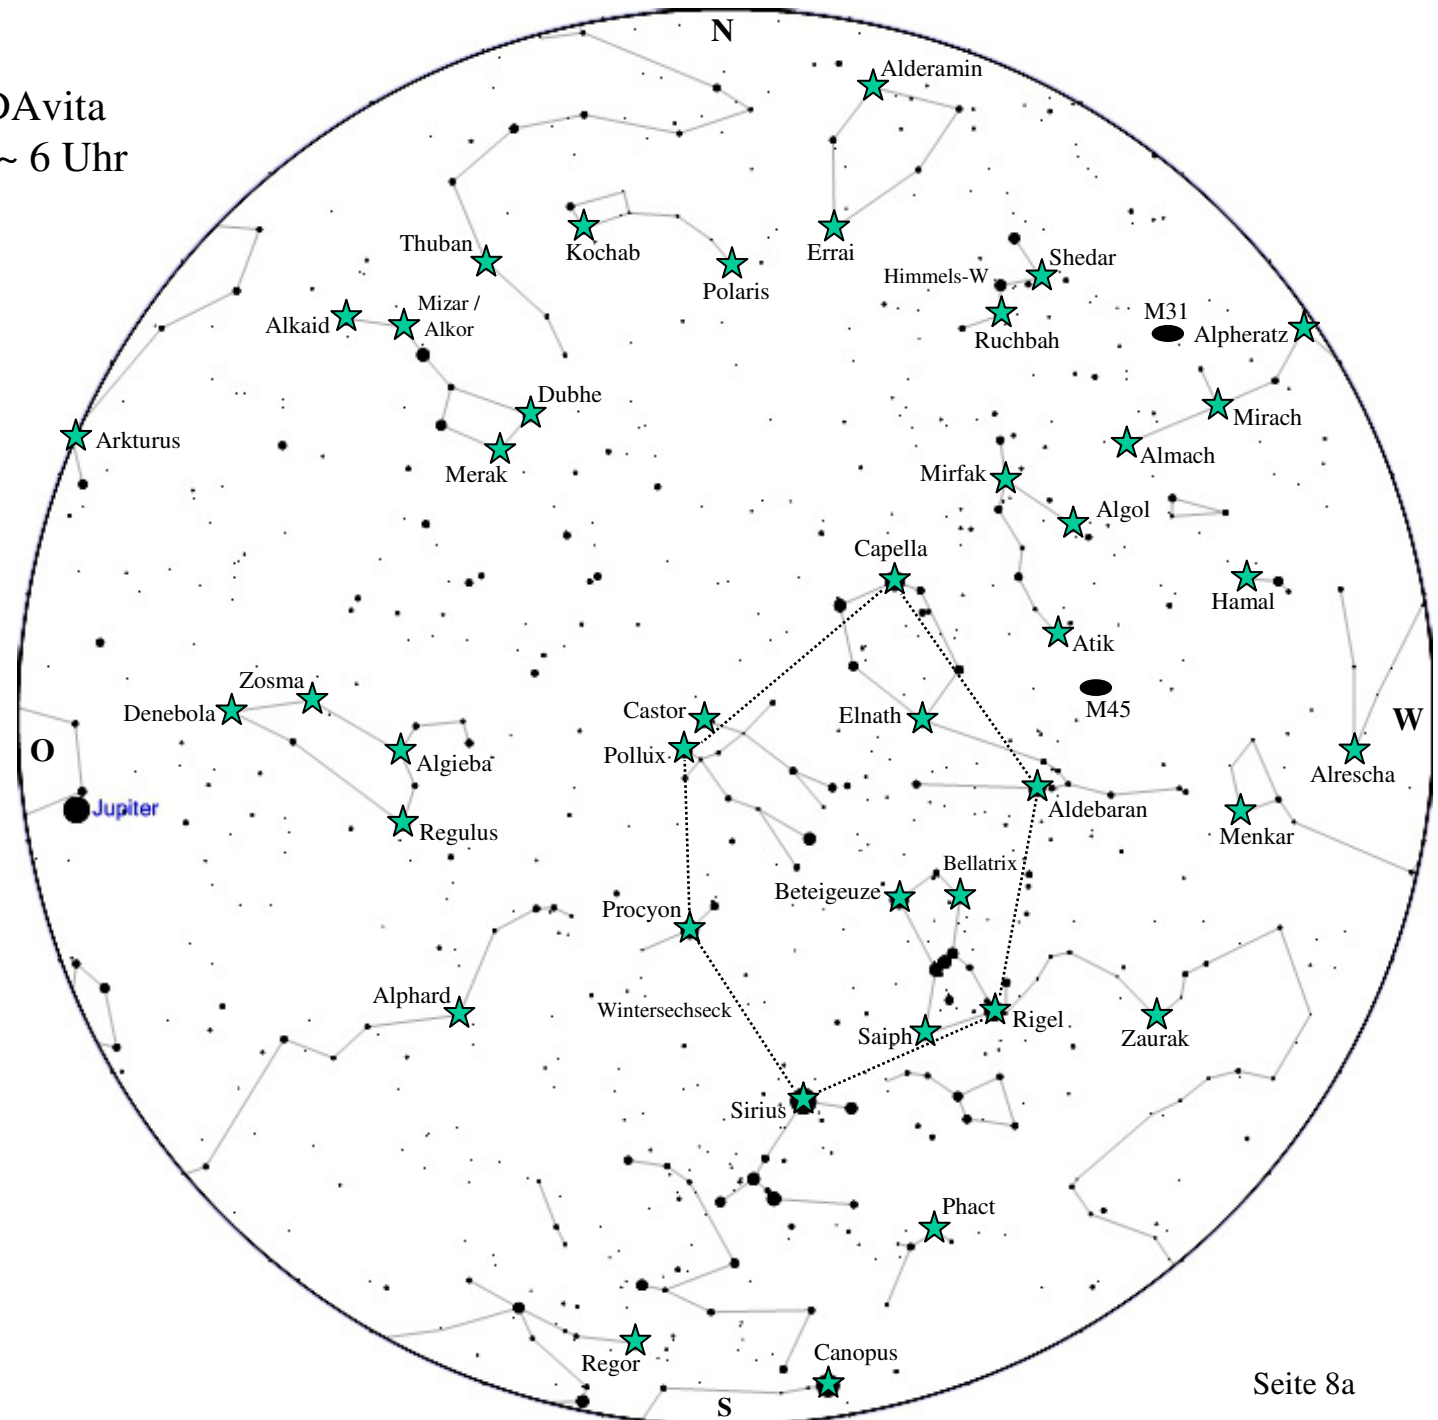 N
Alderamin
DAvita
~ 6 Uhr
Thuban
Kochab
Errai
Shedar
Himmels-W
Polaris
Mizar /
Alkor
Alkaid
M31
Alpheratz
Ruchbah
Dubhe
Mirach
Arkturus
Almach
Merak
Mirfak
Algol
Capella
Hamal
Atik
Zosma
Denebola
Castor
Elnath
M45
W
O
Pollux
Algieba
Alrescha
Jupiter
Aldebaran
Regulus
Menkar
Bellatrix
Beteigeuze
Procyon
Alphard
Wintersechseck
Rigel
Saiph
Zaurak
Sirius
Phact
Canopus
Regor
Seite 8a
S